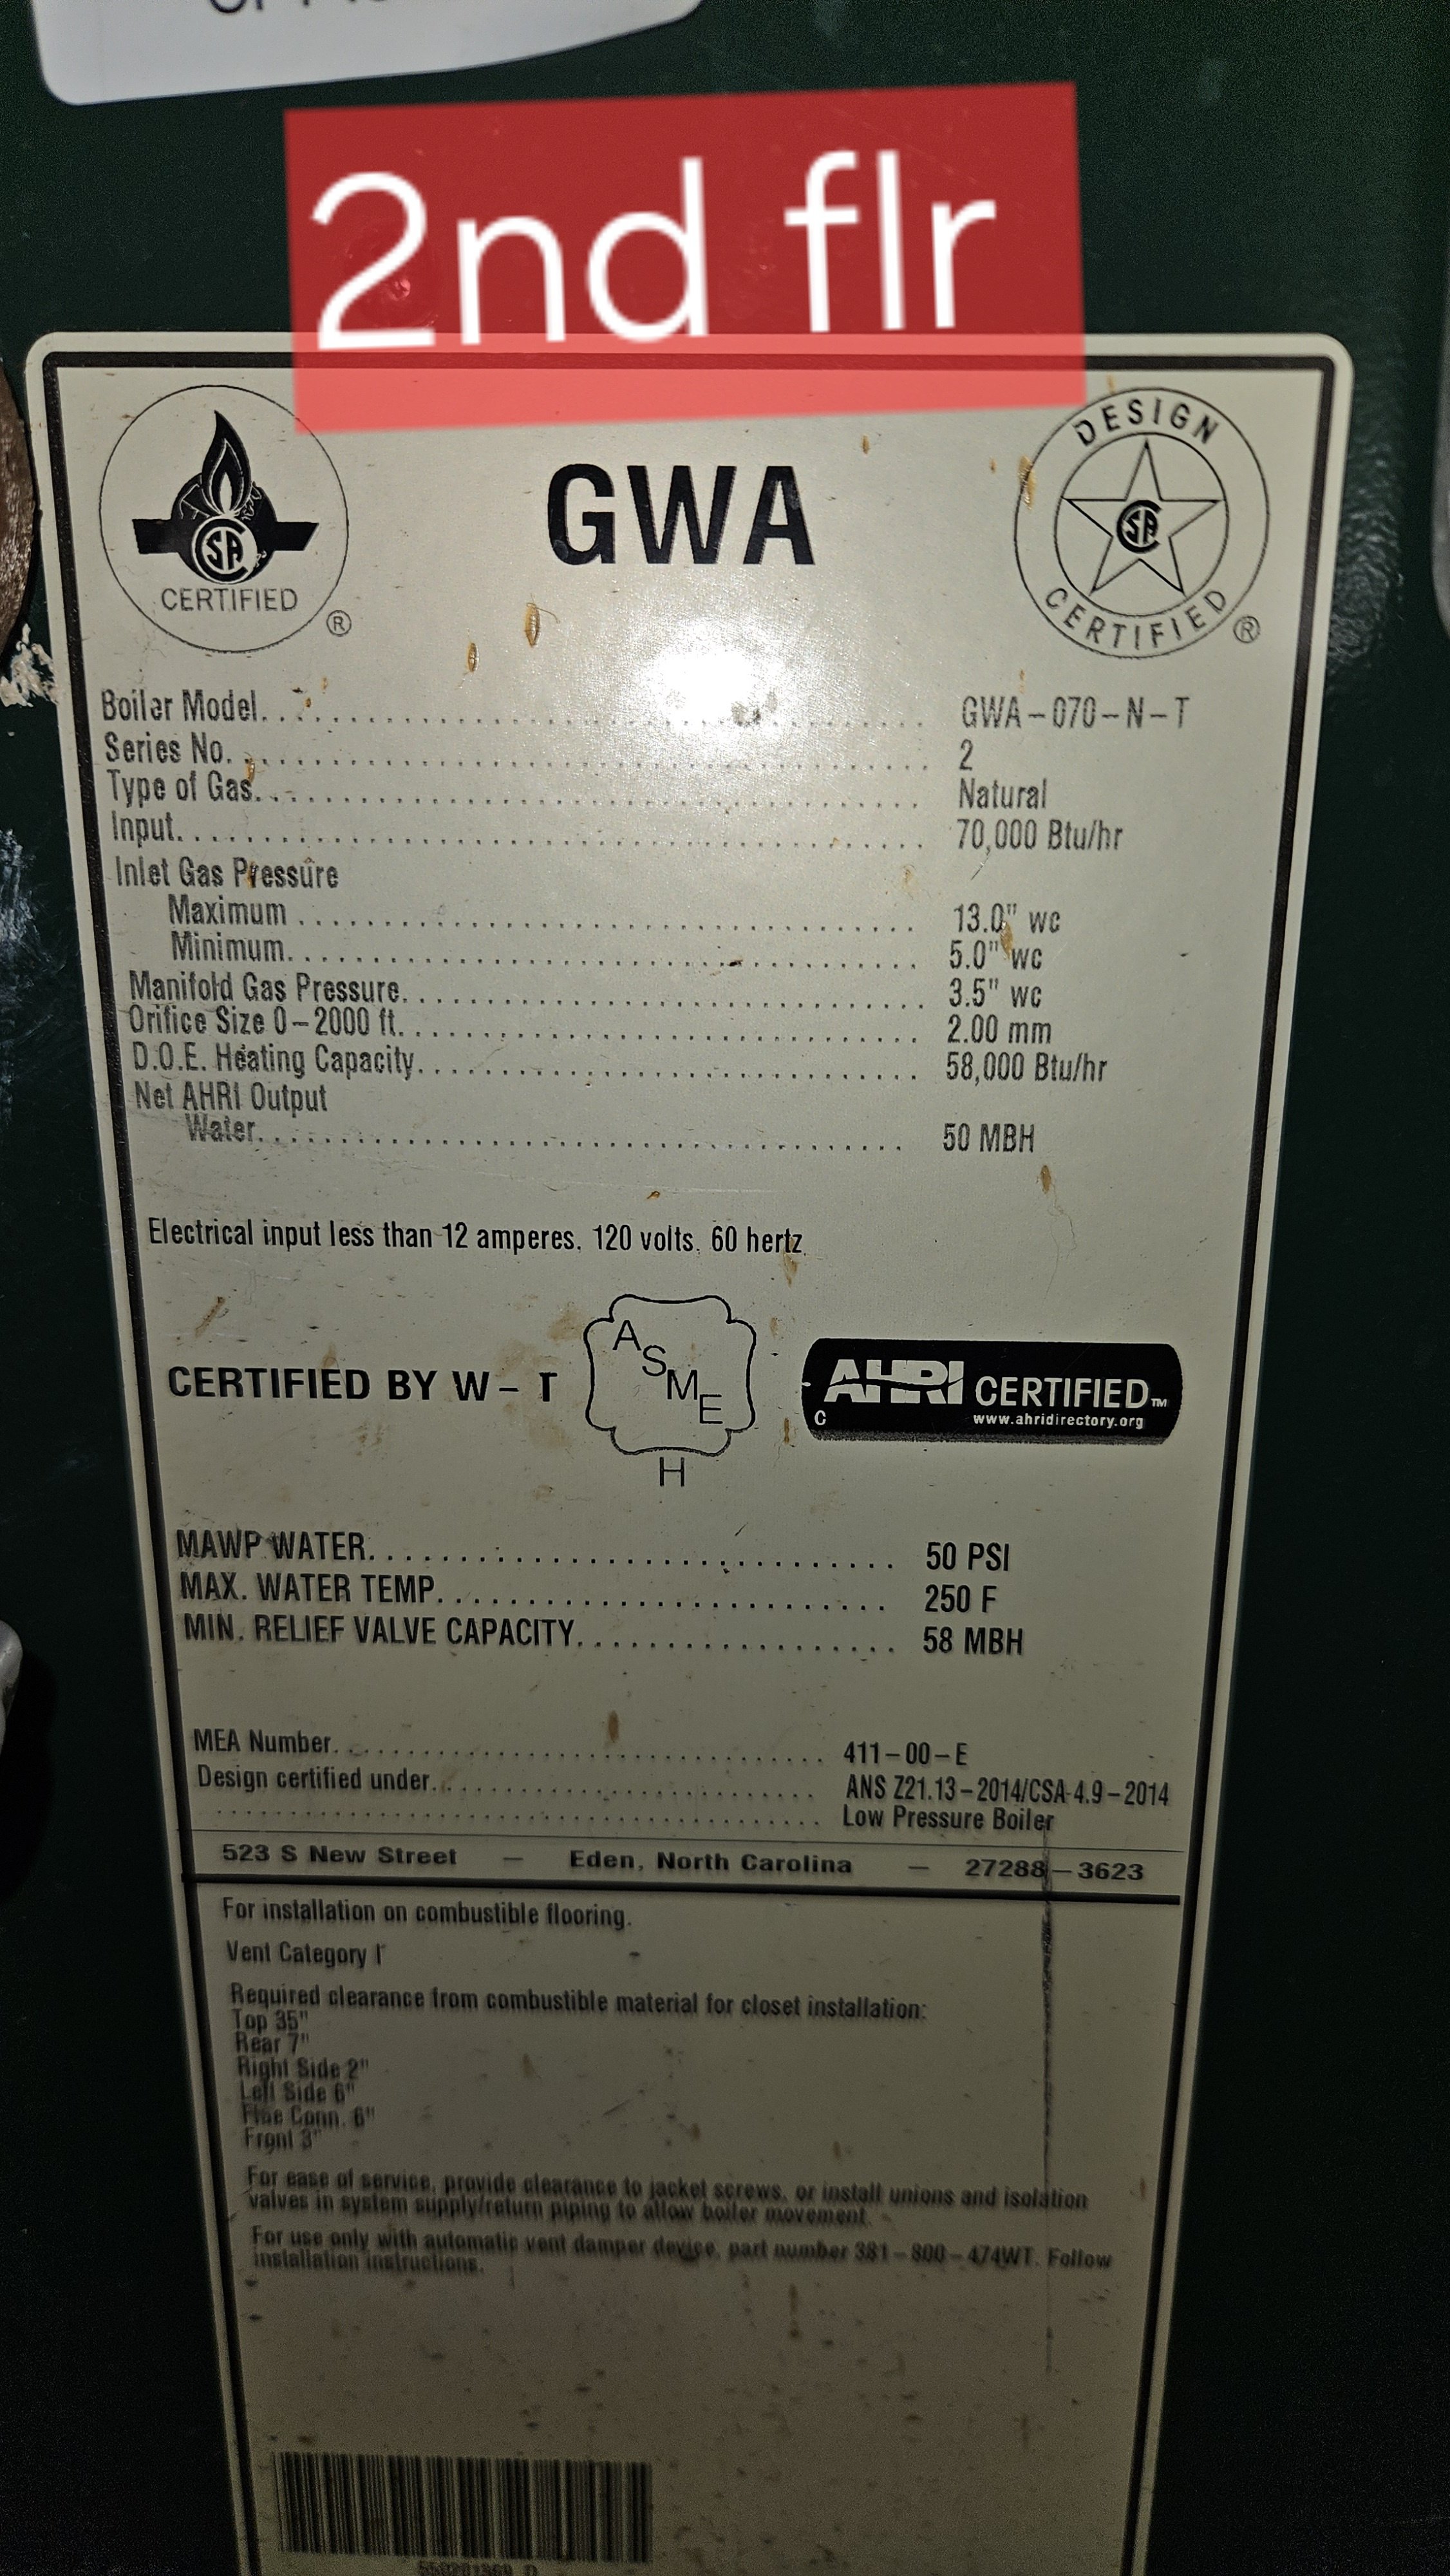 2nd flr
CSA
CERTIFIED
®
GWA
DESIGN
CSA
CERTIFIED
®
Boiler Model. . . . . . . . . . GWA-070-N-T
Series No. . . . . . . . . . 2
Type of Gas. . . . . . . . . . Natural
Input. . . . . . . . . . 70,000 Btu/hr
Inlet Gas Pressure
Maximum . . . . . . . . . . 13.0" wc
Minimum. . . . . . . . . . 5.0" wc
Manifold Gas Pressure. . . . . . . . . . 3.5" wc
Orifice Size 0-2000 ft. . . . . . . . . . 2.00 mm
D.O.E. Heating Capacity. . . . . . . . . . 58,000 Btu/hr
Net AHRI Output
Water. . . . . . . . . . 50 MBH
Electrical input less than 12 amperes, 120 volts, 60 hertz
CERTIFIED BY W-T
ASME
H
AHRI CERTIFIED™
C
www.ahridirectory.org
MAWP WATER. . . . . . . . . . 50 PSI
MAX. WATER TEMP. . . . . . . . . . 250 F
MIN. RELIEF VALVE CAPACITY. . . . . . . . . . 58 MBH
MEA Number. . . . . . . . . . 411-00-E
Design certified under. . . . . . . . . . ANS Z21.13-2014/CSA-4.9-2014
. . . . . . . . . . Low Pressure Boiler
523 S New Street - Eden, North Carolina - 27288-3623
For installation on combustible flooring.
Vent Category I
Required clearance from combustible material for closet installation:
Top 35"
Rear 7"
Right Side 2"
Left Side 6"
Flue Conn. 6"
Front 3"
For ease of service, provide clearance to jacket screws, or install unions and isolation
valves in system supply/return piping to allow boiler movement.
For use only with automatic vent damper device, part number 381-800-474WT. Follow
installation instructions.